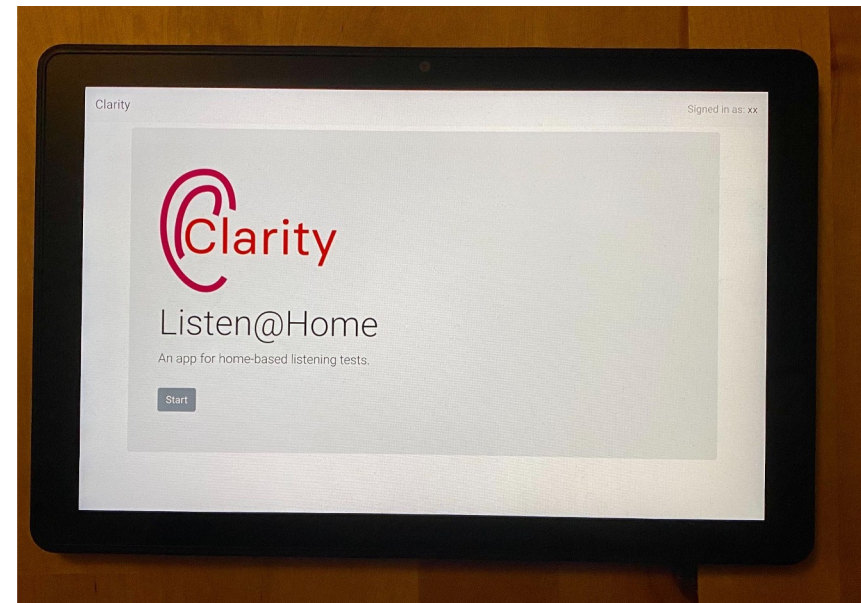 Clarity
Signed in as: xx
Clarity
Listen@Home
An app for home-based listening tests.
Start